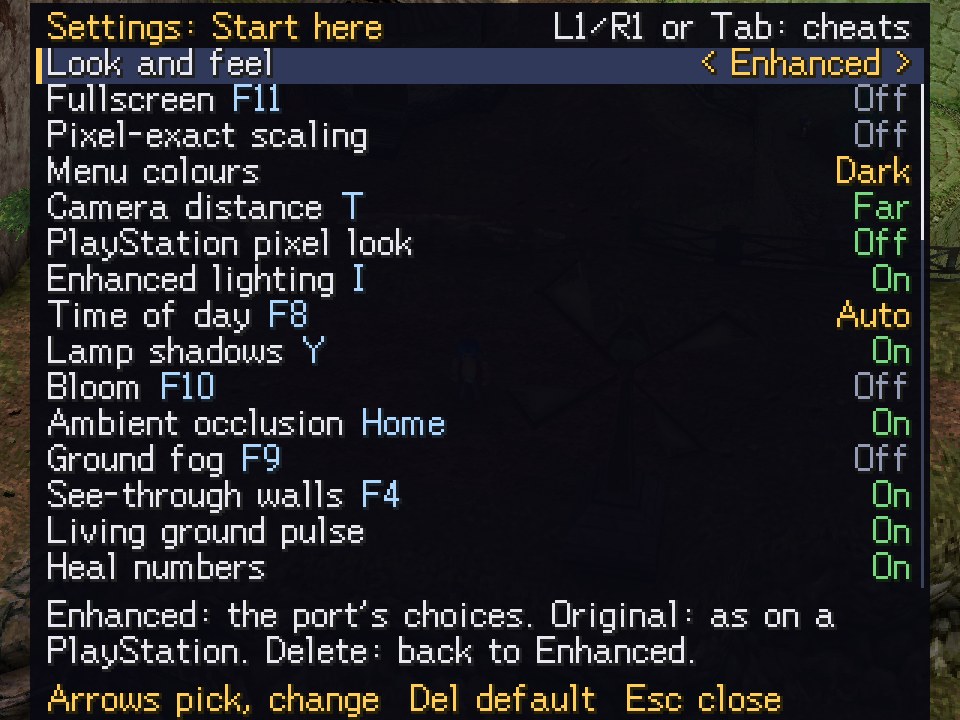 Settings: Start here L1/R1 or Tab: cheats
Look and feel < Enhanced >
Fullscreen F11 Off
Pixel-exact scaling Off
Menu colours Dark
Camera distance T Far
PlayStation pixel look Off
Enhanced lighting I On
Time of day F8 Auto
Lamp shadows Y On
Bloom F10 Off
Ambient occlusion Home On
Ground fog F9 Off
See-through walls F4 On
Living ground pulse On
Heal numbers On
Enhanced: the port's choices. Original: as on a
PlayStation. Delete: back to Enhanced.
Arrows pick, change Del default Esc close